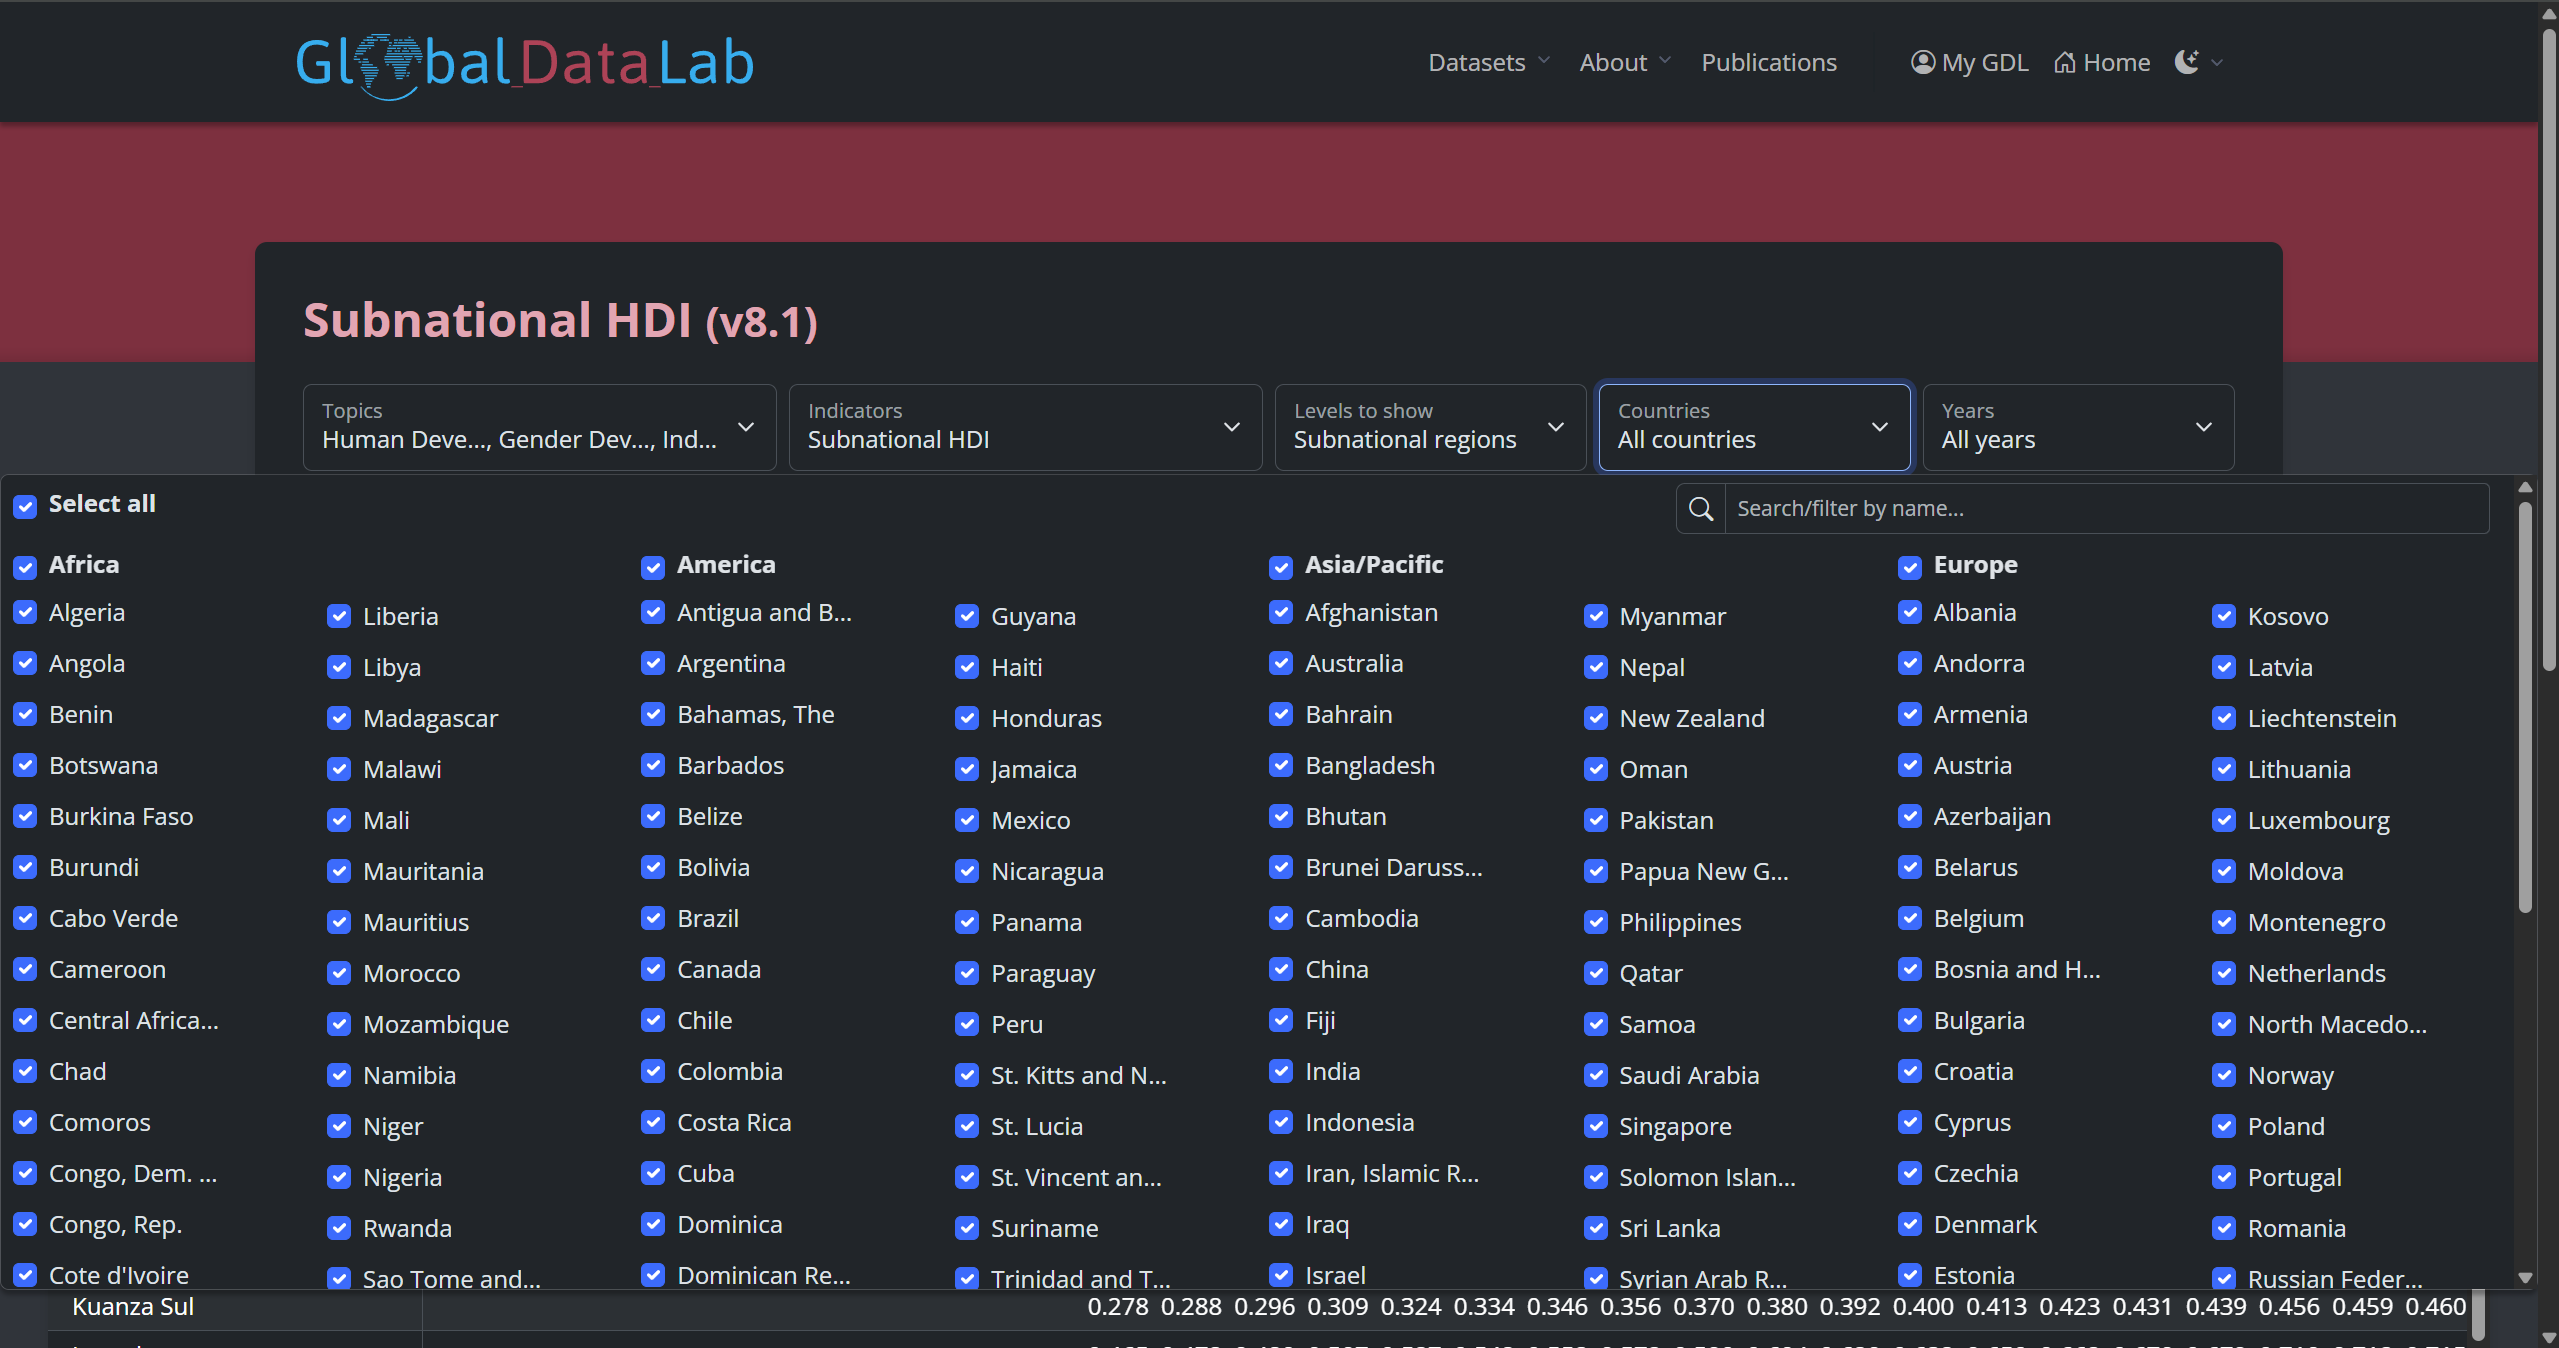 Global_Data_Lab
Datasets About Publications My GDL Home
Subnational HDI (v8.1)
Topics
Human Deve..., Gender Dev..., Ind...
Indicators
Subnational HDI
Levels to show
Subnational regions
Countries
All countries
Years
All years
Select all
Search/filter by name...
Africa
Algeria
Angola
Benin
Botswana
Burkina Faso
Burundi
Cabo Verde
Cameroon
Central Africa...
Chad
Comoros
Congo, Dem. ...
Congo, Rep.
Cote d'Ivoire
Liberia
Libya
Madagascar
Malawi
Mali
Mauritania
Mauritius
Morocco
Mozambique
Namibia
Niger
Nigeria
Rwanda
Sao Tome and...
America
Antigua and B...
Argentina
Bahamas, The
Barbados
Belize
Bolivia
Brazil
Canada
Chile
Colombia
Costa Rica
Cuba
Dominica
Dominican Re...
Guyana
Haiti
Honduras
Jamaica
Mexico
Nicaragua
Panama
Paraguay
Peru
St. Kitts and N...
St. Lucia
St. Vincent an...
Suriname
Trinidad and T...
Asia/Pacific
Afghanistan
Australia
Bahrain
Bangladesh
Bhutan
Brunei Daruss...
Cambodia
China
Fiji
India
Indonesia
Iran, Islamic R...
Iraq
Israel
Myanmar
Nepal
New Zealand
Oman
Pakistan
Papua New G...
Philippines
Qatar
Samoa
Saudi Arabia
Singapore
Solomon Islan...
Sri Lanka
Syrian Arab R...
Europe
Albania
Andorra
Armenia
Austria
Azerbaijan
Belarus
Belgium
Bosnia and H...
Bulgaria
Croatia
Cyprus
Czechia
Denmark
Estonia
Kosovo
Latvia
Liechtenstein
Lithuania
Luxembourg
Moldova
Montenegro
Netherlands
North Macedo...
Norway
Poland
Portugal
Romania
Russian Feder...
Kuanza Sul 0.278 0.288 0.296 0.309 0.324 0.334 0.346 0.356 0.370 0.380 0.392 0.400 0.413 0.423 0.431 0.439 0.456 0.459 0.460